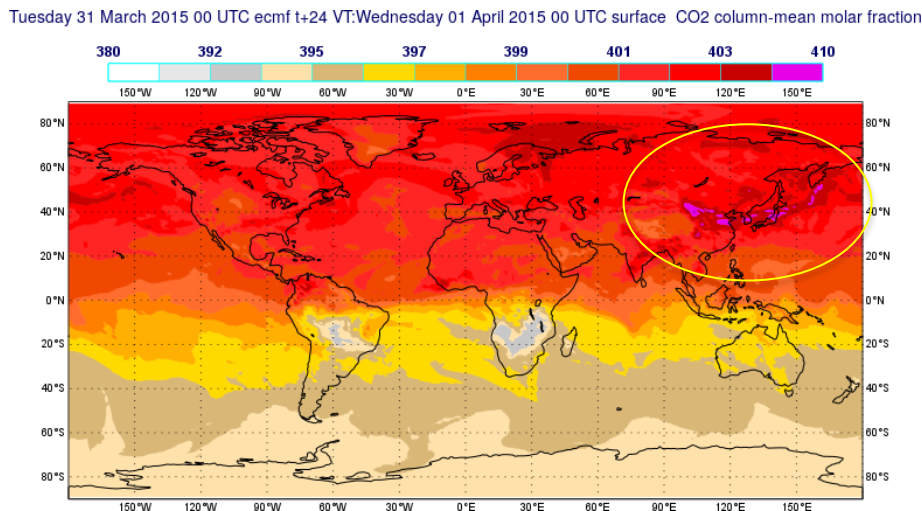 Tuesday 31 March 2015 00 UTC ecmf t+24 VT:Wednesday 01 April 2015 00 UTC surface CO2 column-mean molar fraction
380 392 395 397 399 401 403 410
150°W 120°W 90°W 60°W 30°W 0°E 30°E 60°E 90°E 120°E 150°E
80°N 80°N
60°N 60°N
40°N 40°N
20°N 20°N
0°N 0°N
20°S 20°S
40°S 40°S
60°S 60°S
80°S 80°S
150°W 120°W 90°W 60°W 30°W 0°E 30°E 60°E 90°E 120°E 150°E